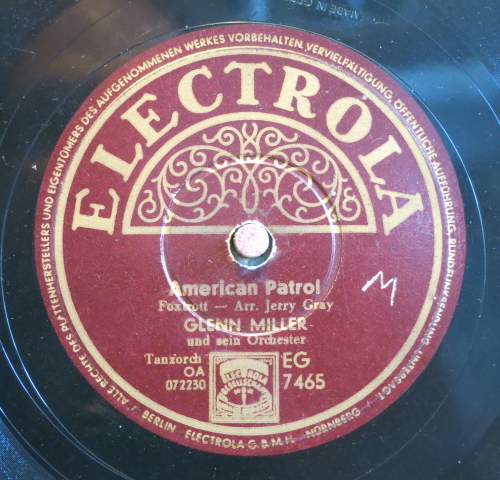 ELECTROLA
American Patrol
Foxtrott — Arr. Jerry Gray
GLENN MILLER
und sein Orchester
Tanzorch
OA
072230
EG
7465
ELECTROLA
M
ALLE RECHTE DES PLATTENHERSTELLERS UND EIGENTÜMERS DES AUFGENOMMENEN WERKES VORBEHALTEN, VERVIELFÄLTIGUNG, ÖFFENTLICHE AUFFÜHRUNG, RUNDFUNKSENDUNG UNTERSAGT
BERLIN ELECTROLA G.B.M.H. NÜRNBERG
MADE IN